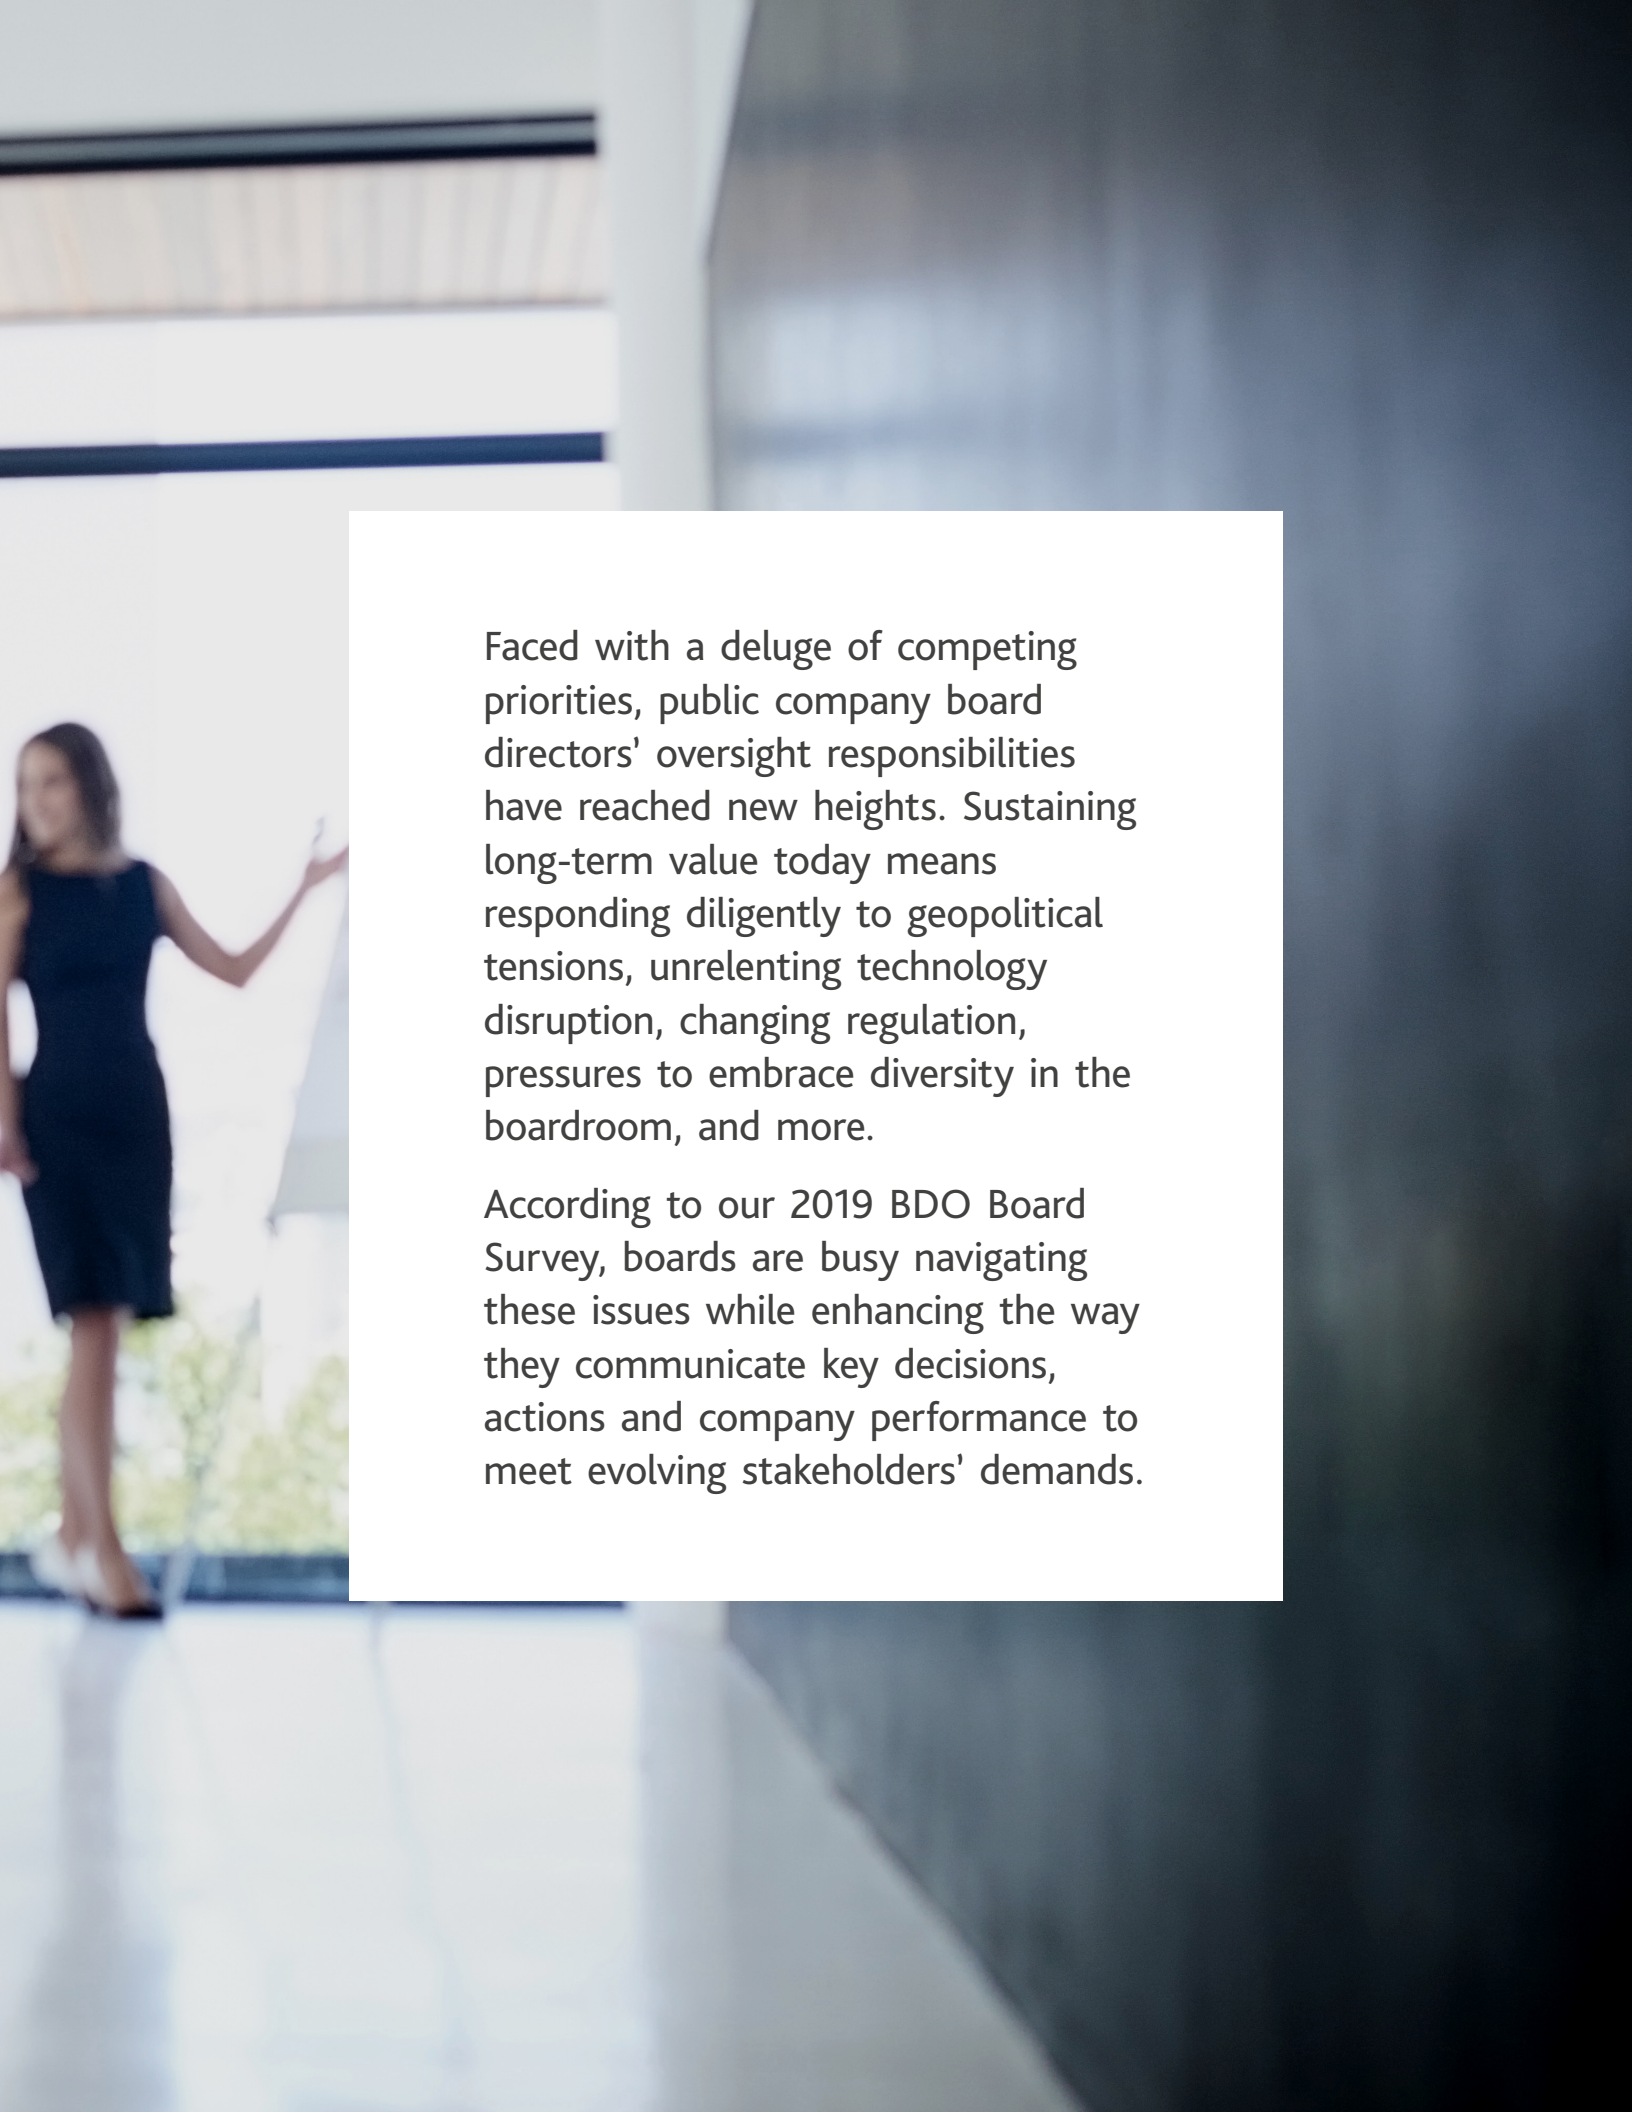 Faced with a deluge of competing
priorities, public company board
directors' oversight responsibilities
have reached new heights. Sustaining
long-term value today means
responding diligently to geopolitical
tensions, unrelenting technology
disruption, changing regulation,
pressures to embrace diversity in the
boardroom, and more.
According to our 2019 BDO Board
Survey, boards are busy navigating
these issues while enhancing the way
they communicate key decisions,
actions and company performance to
meet evolving stakeholders' demands.